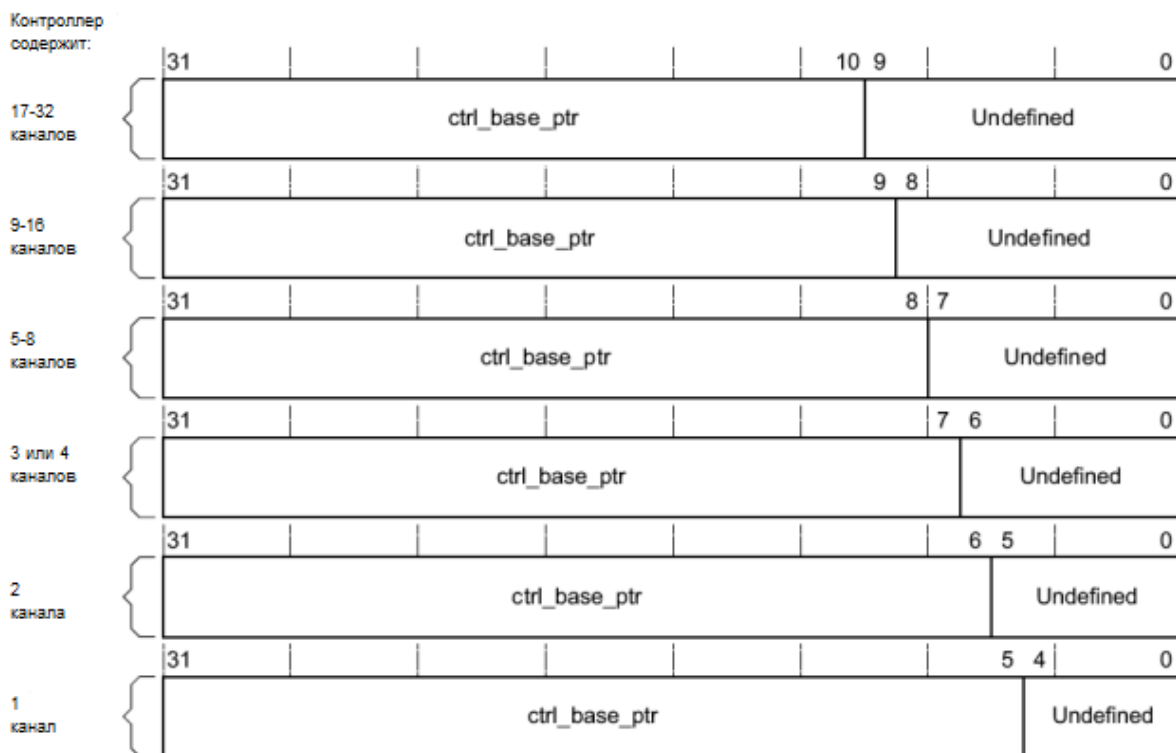 Контроллер
содержит:
31 10 9 0
17-32
каналов
ctrl_base_ptr Undefined
31 9 8 0
9-16
каналов
ctrl_base_ptr Undefined
31 8 7 0
5-8
каналов
ctrl_base_ptr Undefined
31 7 6 0
3 или 4
каналов
ctrl_base_ptr Undefined
31 6 5 0
2
канала
ctrl_base_ptr Undefined
31 5 4 0
1
канал
ctrl_base_ptr Undefined